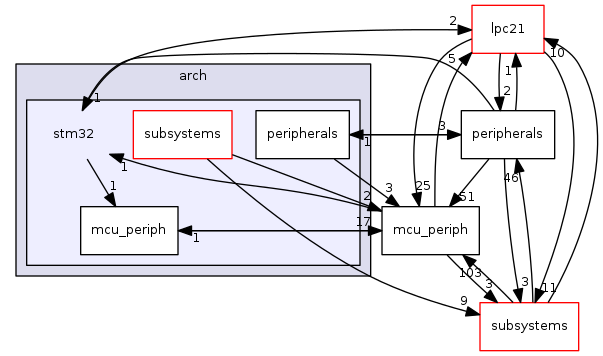 2
lpc21
5
10
arch
1
1
2
stm32
subsystems
peripherals
1
3
peripherals
1
1
3
25
46
51
mcu_periph
2
17
1
mcu_periph
103
3
3
11
9
subsystems